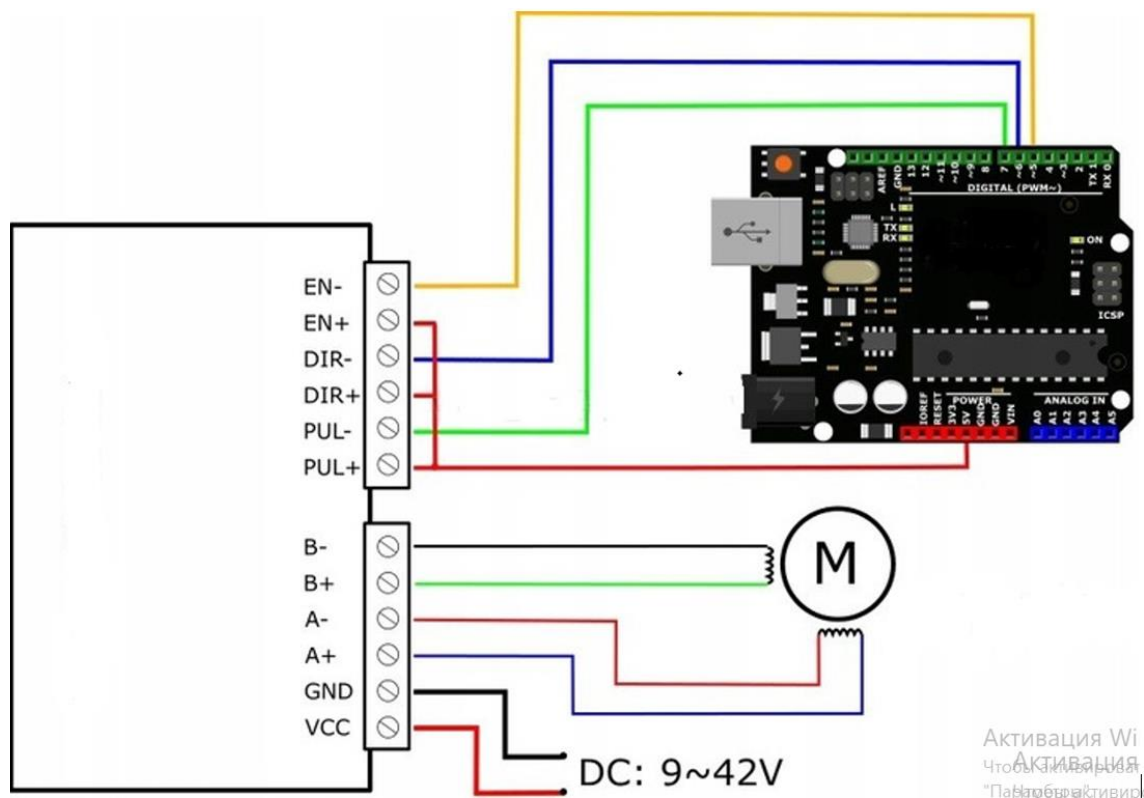 EN-
EN+
DIR-
DIR+
PUL-
PUL+
B-
B+
A-
A+
GND
VCC
AREF
GND
13
12
~11
~10
~9
8
7
~6
~5
4
~3
2
TX 1
RX 0
DIGITAL (PWM~)
L
TX
RX
ON
ICSP
POWER
ANALOG IN
IOREF
RESET
3V3
5V
GND
GND
VIN
A0
A1
A2
A3
A4
A5
M
DC: 9~42V
Активация Wi
Активация